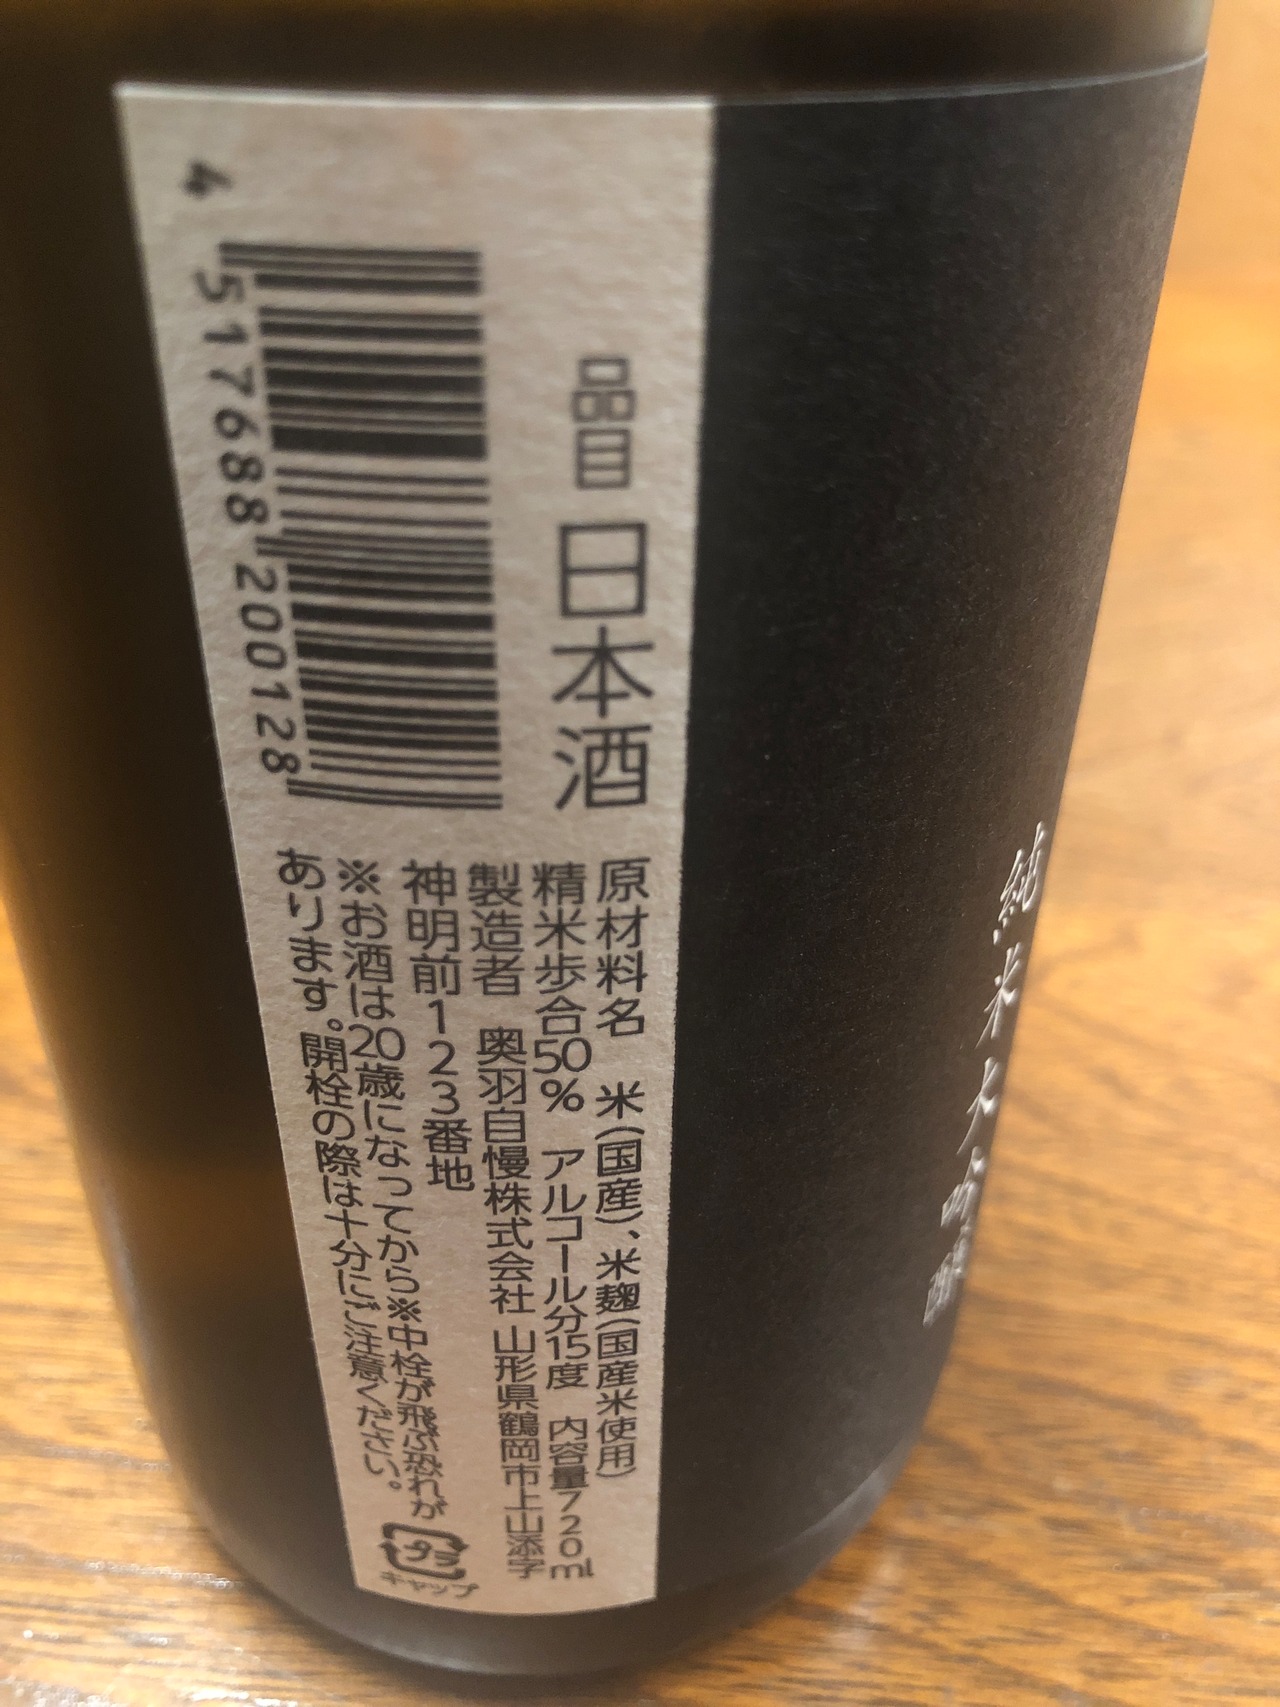 純米大吟醸
品目 日本酒
原材料名 米(国産)、米麹(国産米使用)
精米歩合50% アルコール分15度 内容量720ml
製造者 奥羽自慢株式会社 山形県鶴岡市上山添字
神明前123番地
※お酒は20歳になってから※中栓が飛ぶ恐れが
あります。開栓の際は十分にご注意ください。
プラ
キャップ
4 517688 200128